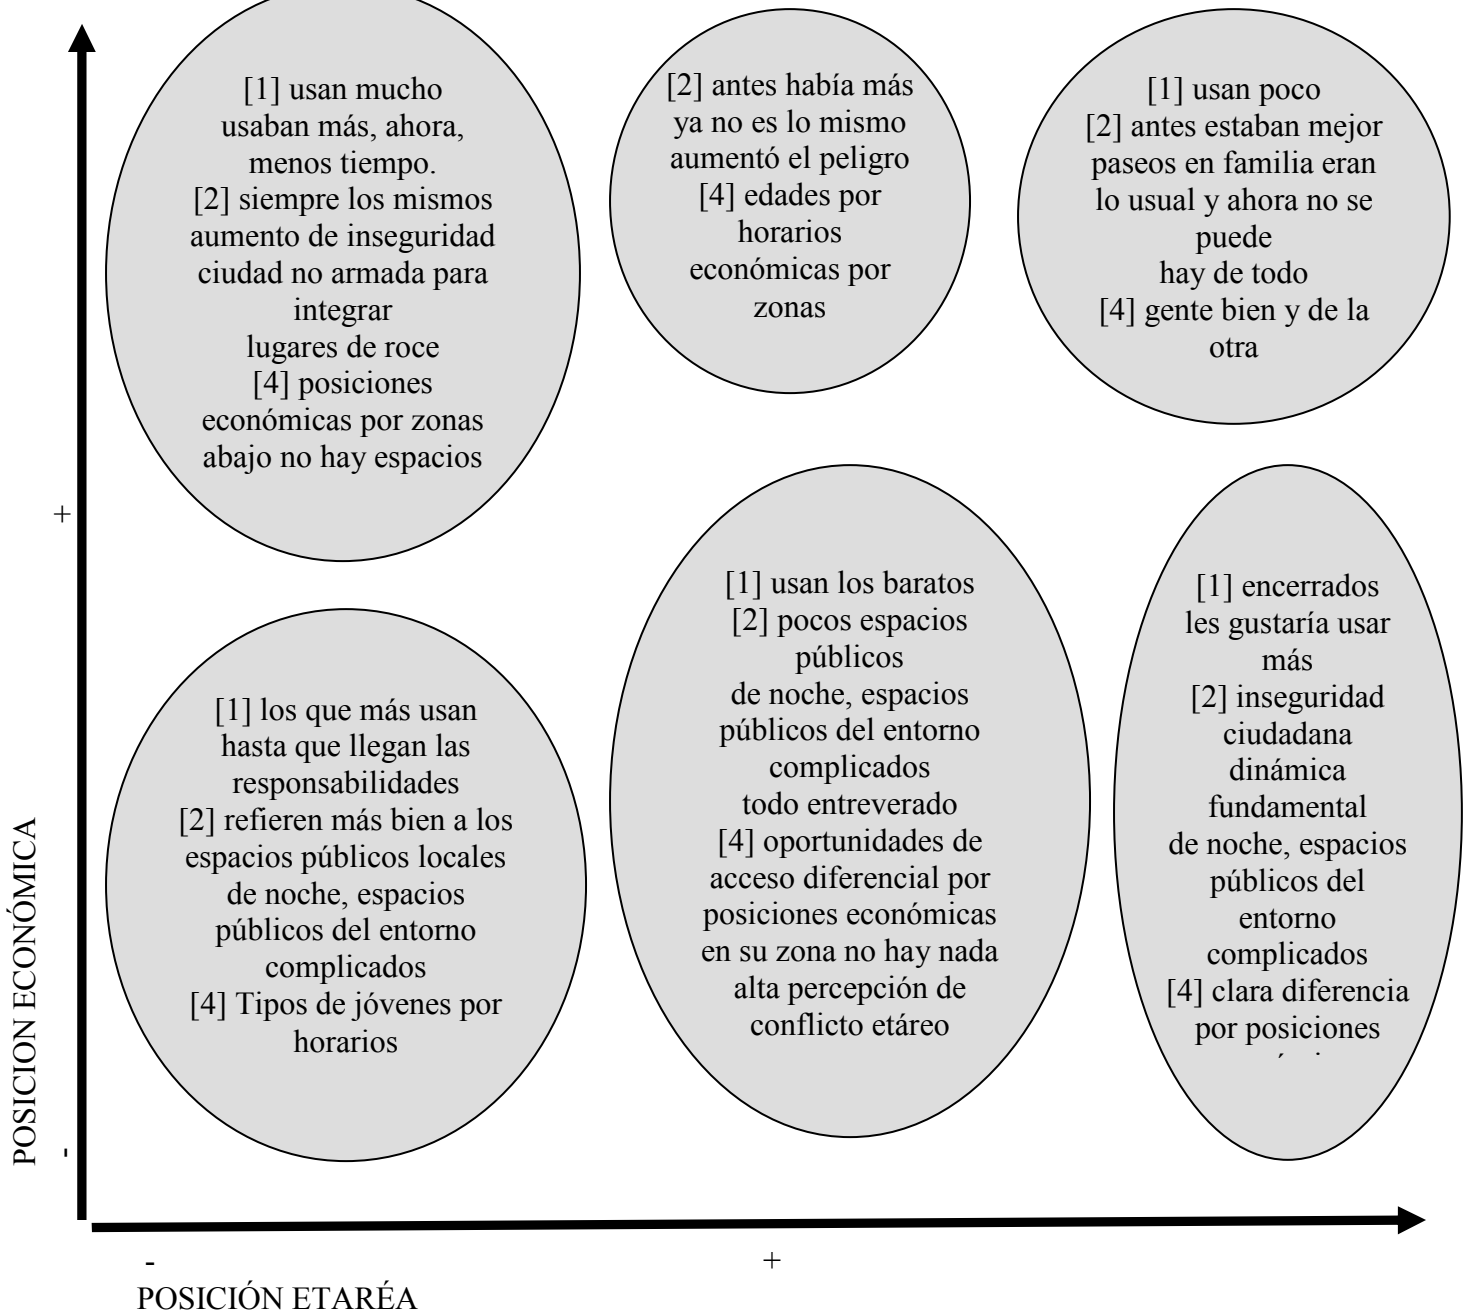 [1] usan mucho
usaban más, ahora,
menos tiempo.
[2] siempre los mismos
aumento de inseguridad
ciudad no armada para
integrar
lugares de roce
[4] posiciones
económicas por zonas
abajo no hay espacios
[2] antes había más
ya no es lo mismo
aumentó el peligro
[4] edades por
horarios
económicas por
zonas
[1] usan poco
[2] antes estaban mejor
paseos en familia eran
lo usual y ahora no se
puede
hay de todo
[4] gente bien y de la
otra
+
[1] los que más usan
hasta que llegan las
responsabilidades
[2] refieren más bien a los
espacios públicos locales
de noche, espacios
públicos del entorno
complicados
[4] Tipos de jóvenes por
horarios
[1] usan los baratos
[2] pocos espacios
públicos
de noche, espacios
públicos del entorno
complicados
todo entreverado
[4] oportunidades de
acceso diferencial por
posiciones económicas
en su zona no hay nada
alta percepción de
conflicto etáreo
[1] encerrados
les gustaría usar
más
[2] inseguridad
ciudadana
dinámica
fundamental
de noche, espacios
públicos del
entorno
complicados
[4] clara diferencia
por posiciones
POSICION ECONÓMICA
-
- +
POSICIÓN ETARÉA